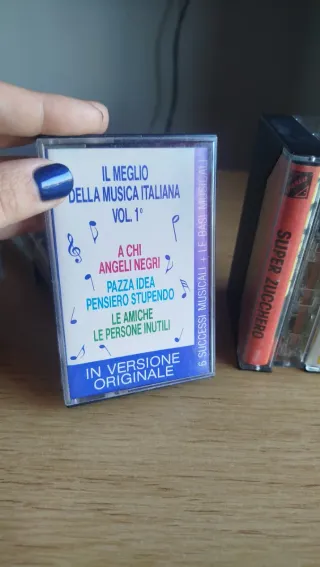 IL MEGLIO
DELLA MUSICA ITALIANA
VOL. 1°
A CHI
ANGELI NEGRI
PAZZA IDEA
PENSIERO STUPENDO
LE AMICHE
LE PERSONE INUTILI
IN VERSIONE
ORIGINALE
5 SUCCESSI MUSICALI + LE BASI MUSICALI
SUPER ZUCCHERO